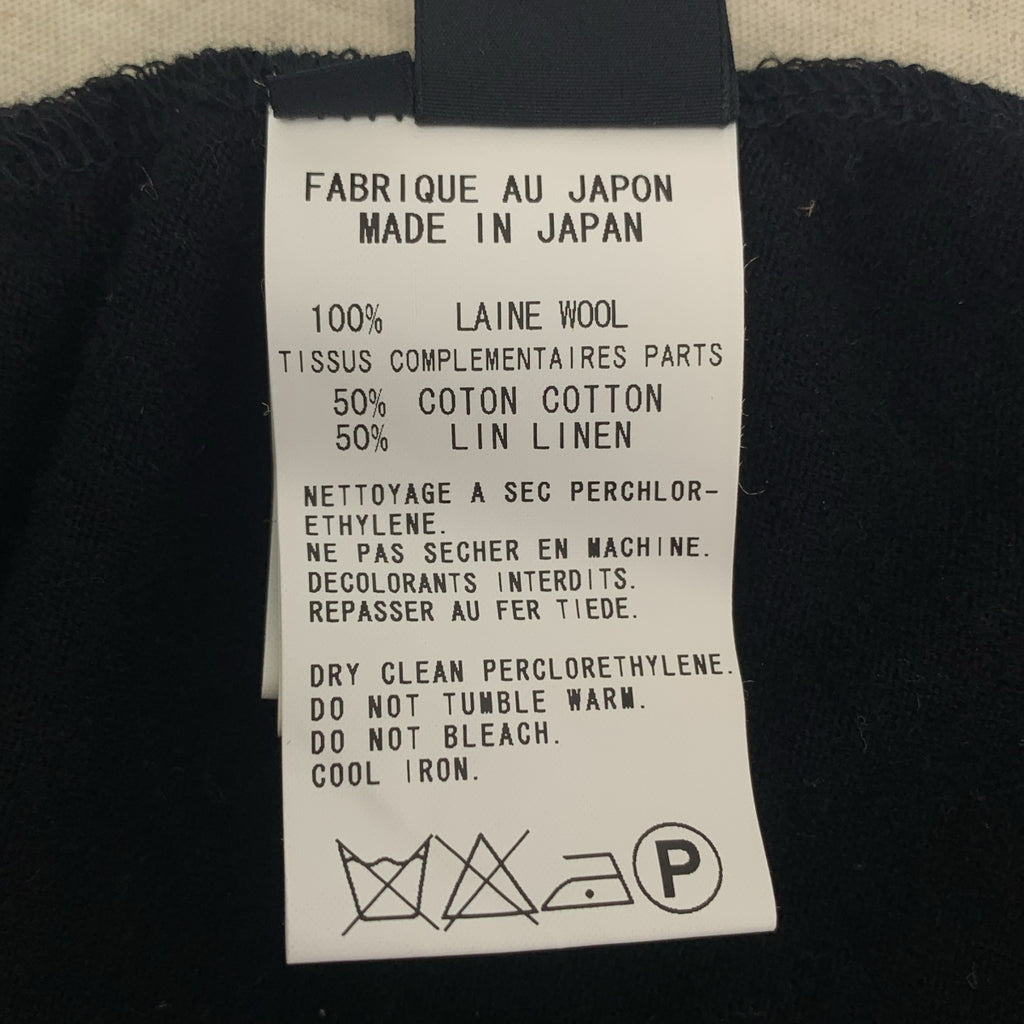 FABRIQUE AU JAPON
MADE IN JAPAN
100% LAINE WOOL
TISSUS COMPLEMENTAIRES PARTS
50% COTON COTTON
50% LIN LINEN
NETTOYAGE A SEC PERCHLOR-
ETHYLENE.
NE PAS SECHER EN MACHINE.
DECOLORANTS INTERDITS.
REPASSER AU FER TIEDE.
DRY CLEAN PERCLORETHYLENE.
DO NOT TUMBLE WARM.
DO NOT BLEACH.
COOL IRON.
P